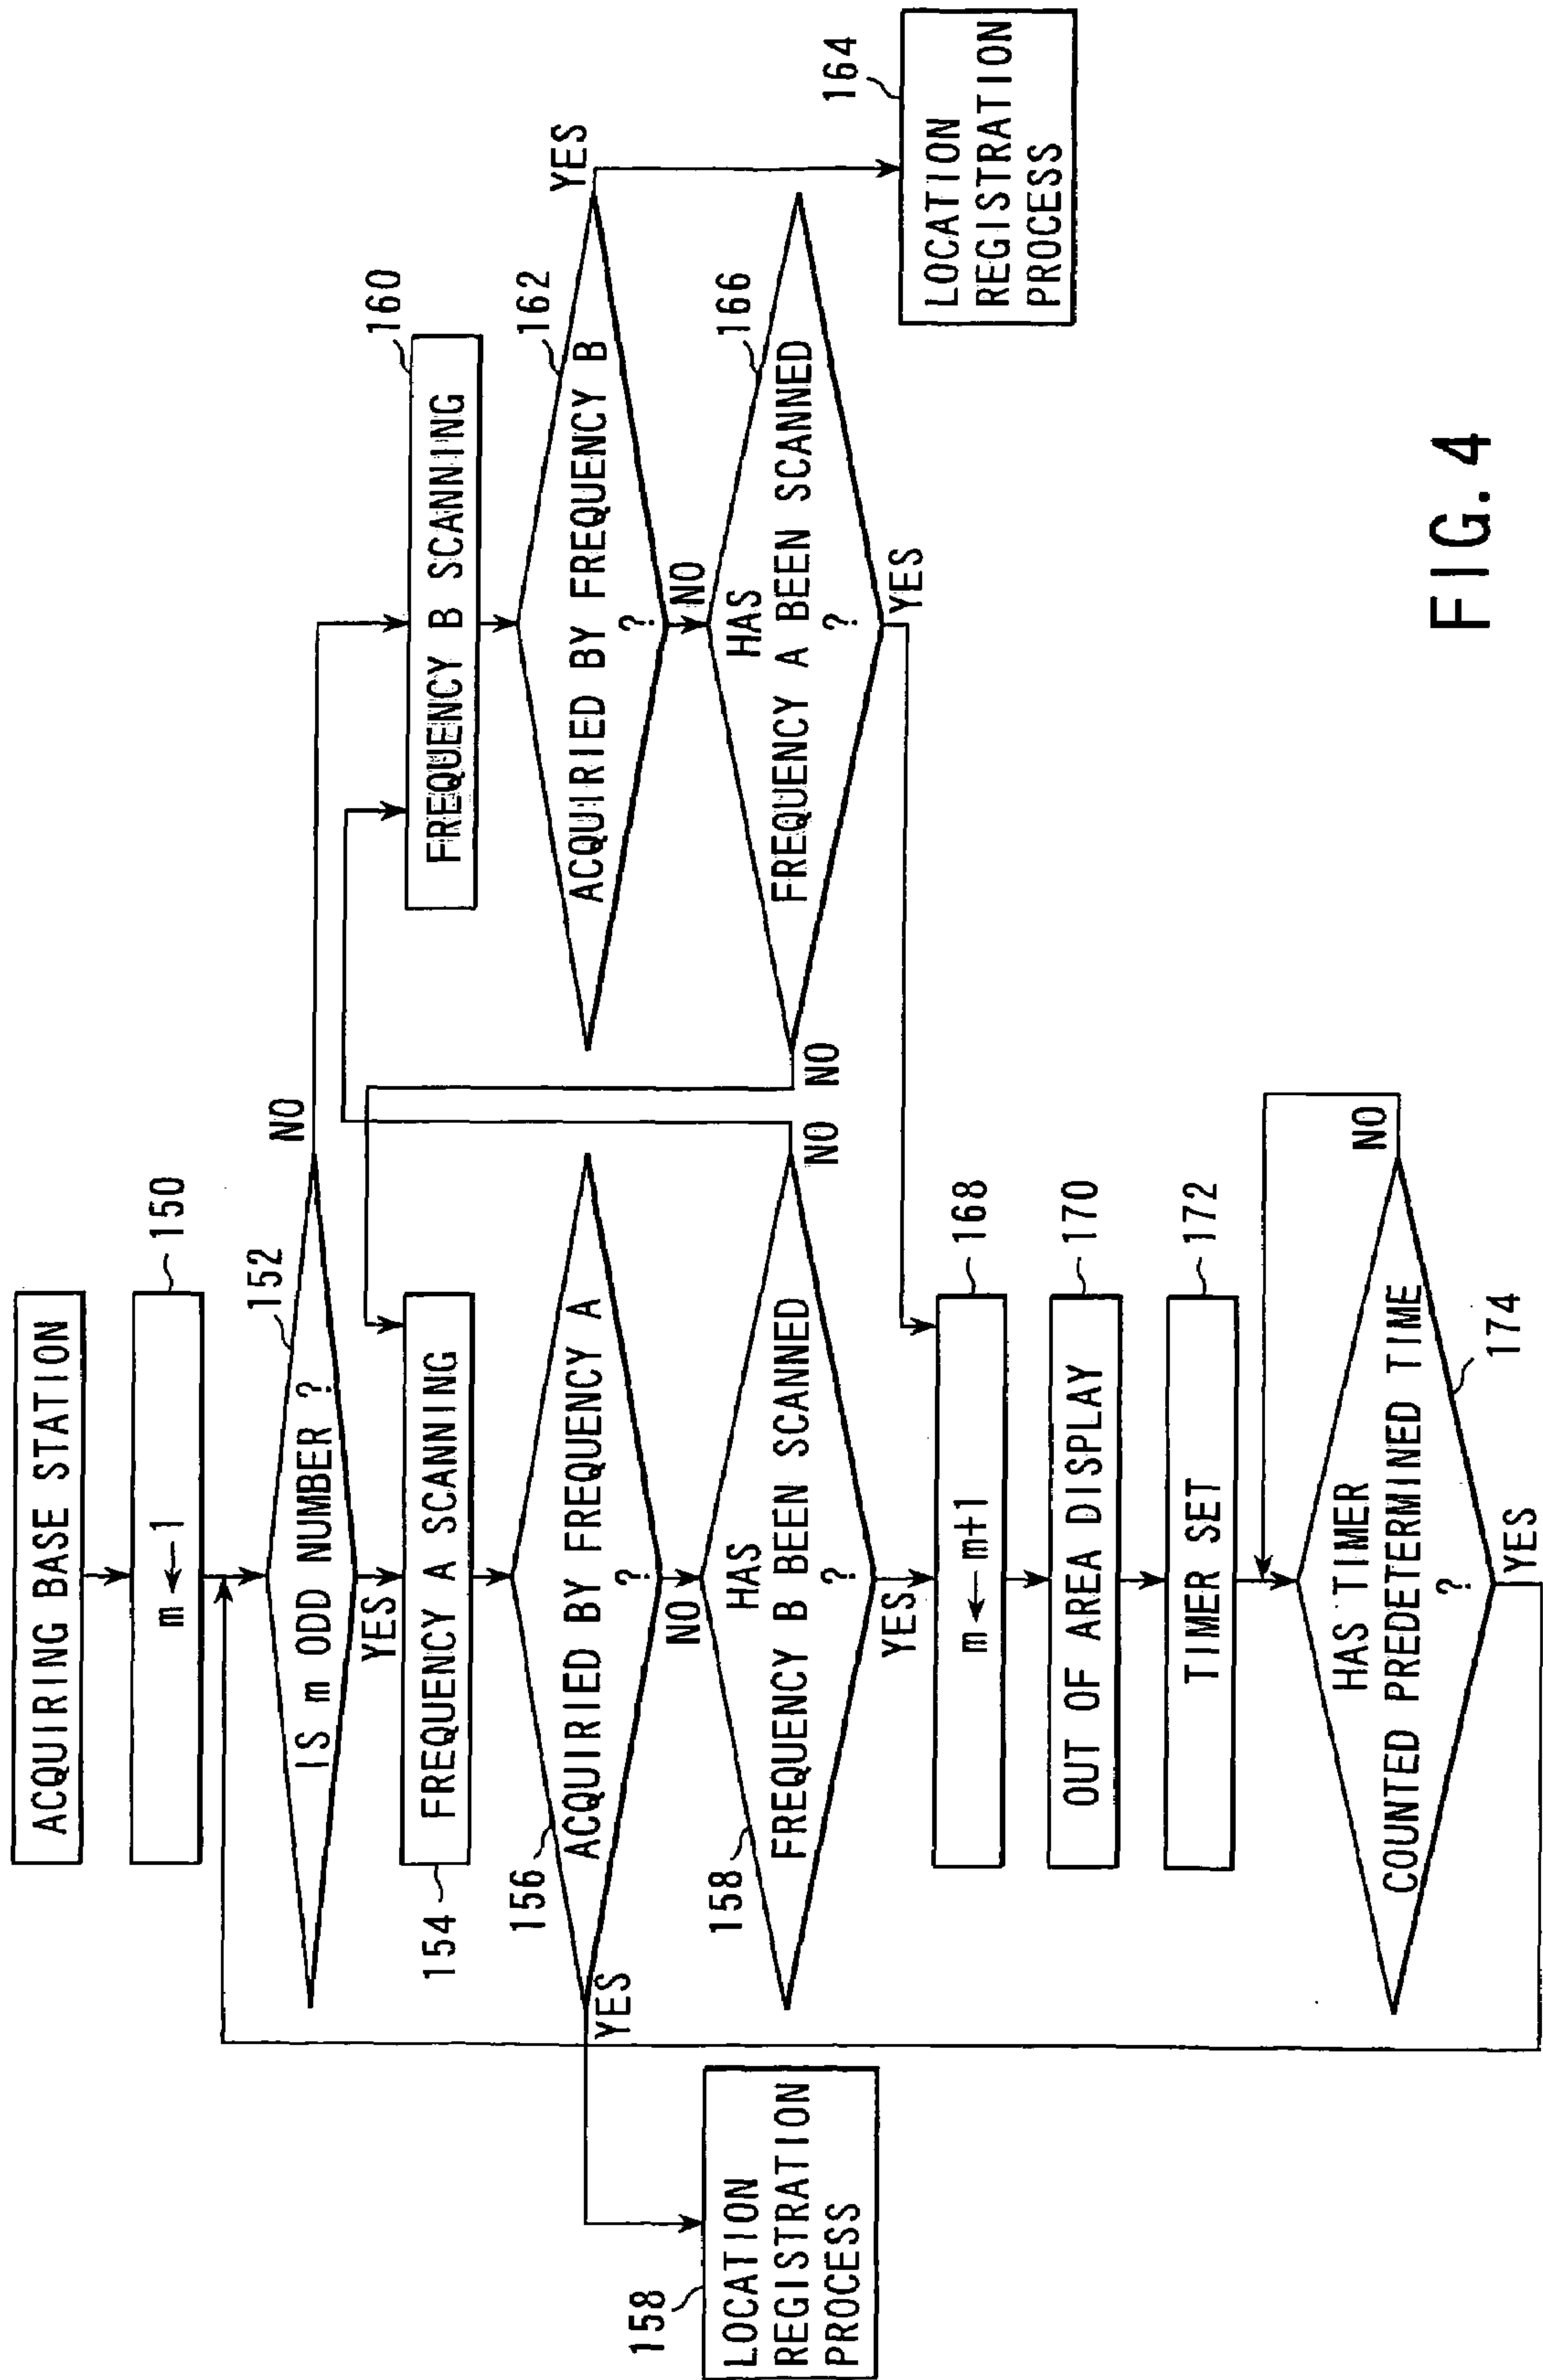 ACQUIRING BASE STATION
150
m ← 1
152
IS m ODD NUMBER ?
NO
YES
154
FREQUENCY A SCANNING
160
FREQUENCY B SCANNING
156
ACQUIRIED BY FREQUENCY A
?
YES
NO
162
ACQUIRIED BY FREQUENCY B
?
YES
NO
158
LOCATION
REGISTRATION
PROCESS
158
HAS
FREQUENCY B BEEN SCANNED
?
NO
YES
166
HAS
FREQUENCY A BEEN SCANNED
?
NO
YES
164
LOCATION
REGISTRATION
PROCESS
168
m ← m+1
170
OUT OF AREA DISPLAY
172
TIMER SET
HAS TIMER
COUNTED PREDETERMINED TIME
?
174
NO
YES
FIG. 4